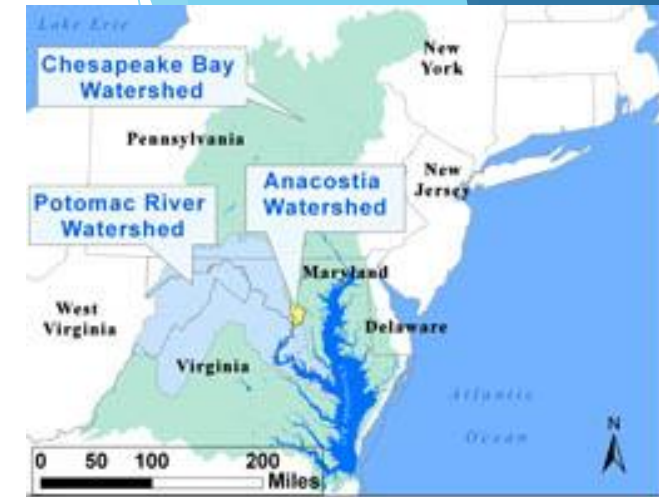 Lake Erie
New
York
Chesapeake Bay
Watershed
Pennsylvania
New
Jersey
Anacostia
Watershed
Potomac River
Watershed
Maryland
West
Virginia
Delaware
Virginia
Atlantic
Ocean
N
0 50 100 200
Miles